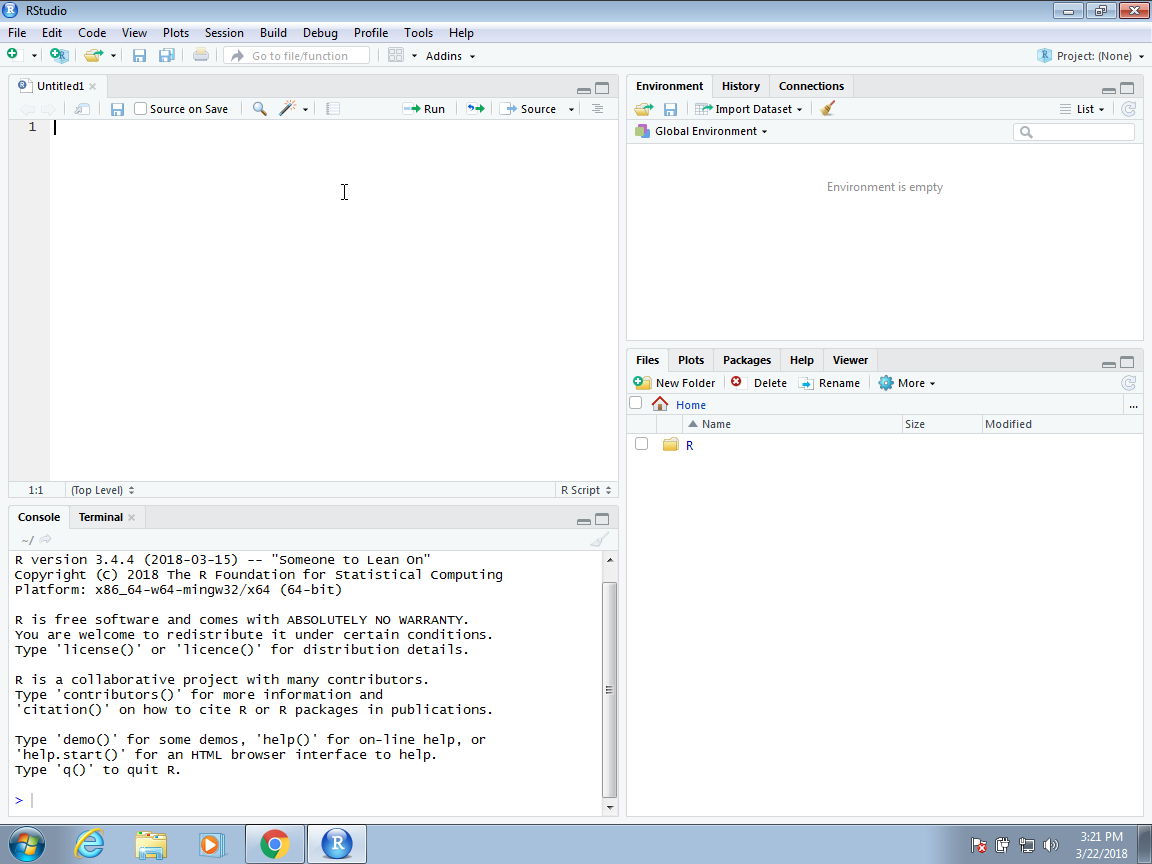 RStudio
File Edit Code View Plots Session Build Debug Profile Tools Help
Go to file/function Addins Project: (None)
Untitled1
Source on Save Run Source
1
1:1 (Top Level) R Script
Console Terminal
~/
R version 3.4.4 (2018-03-15) -- "Someone to Lean On"
Copyright (C) 2018 The R Foundation for Statistical Computing
Platform: x86_64-w64-mingw32/x64 (64-bit)
R is free software and comes with ABSOLUTELY NO WARRANTY.
You are welcome to redistribute it under certain conditions.
Type 'license()' or 'licence()' for distribution details.
R is a collaborative project with many contributors.
Type 'contributors()' for more information and
'citation()' on how to cite R or R packages in publications.
Type 'demo()' for some demos, 'help()' for on-line help, or
'help.start()' for an HTML browser interface to help.
Type 'q()' to quit R.
>
Environment History Connections
Import Dataset List
Global Environment
Environment is empty
Files Plots Packages Help Viewer
New Folder Delete Rename More
Home ...
Name Size Modified
R
3:21 PM
3/22/2018